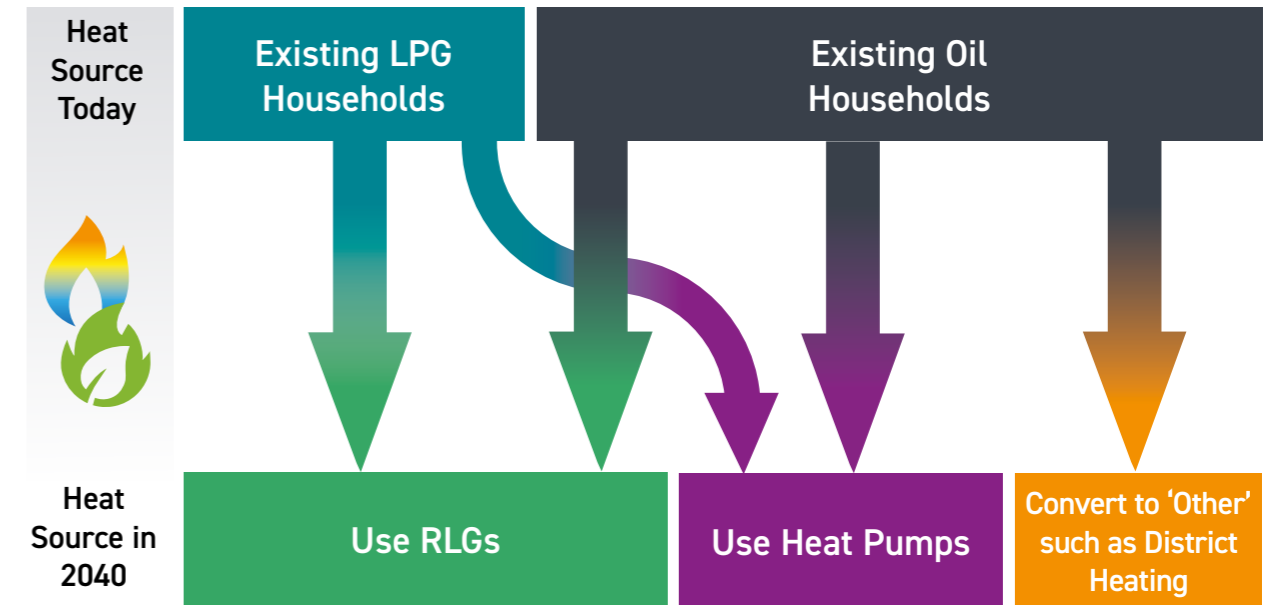 Heat
Source
Today
Existing LPG
Households
Existing Oil
Households
Heat
Source in
2040
Use RLGs
Use Heat Pumps
Convert to ‘Other’
such as District
Heating